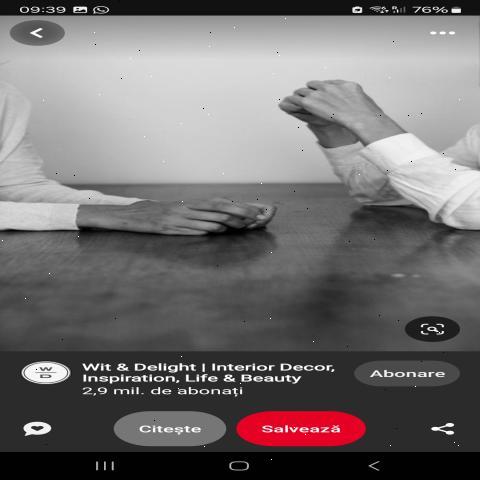 09:39
76%
W
D
Wit & Delight | Interior Decor,
Inspiration, Life & Beauty
2,9 mil. de abonați
Abonare
Citește
Salvează